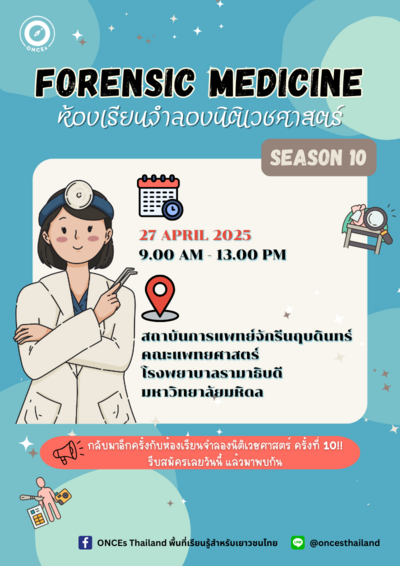 ONCEs
FORENSIC MEDICINE
ห้องเรียนจำลองนิติเวชศาสตร์
SEASON 10
27 APRIL 2025
9.00 AM - 13.00 PM
สถาบันการแพทย์จักรีนฤบดินทร์
คณะแพทยศาสตร์
โรงพยาบาลรามาธิบดี
มหาวิทยาลัยมหิดล
กลับมาอีกครั้งกับห้องเรียนจำลองนิติเวชศาสตร์ ครั้งที่ 10!!
รีบสมัครเลยวันนี้ แล้วมาพบกัน
ONCEs Thailand พื้นที่เรียนรู้สำหรับเยาวชนไทย
LINE
@oncesthailand